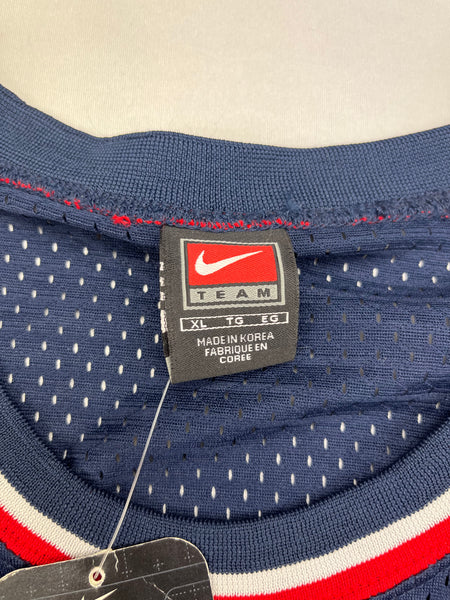 TEAM
XL TG EG
MADE IN KOREA
FABRIQUE EN
COREE